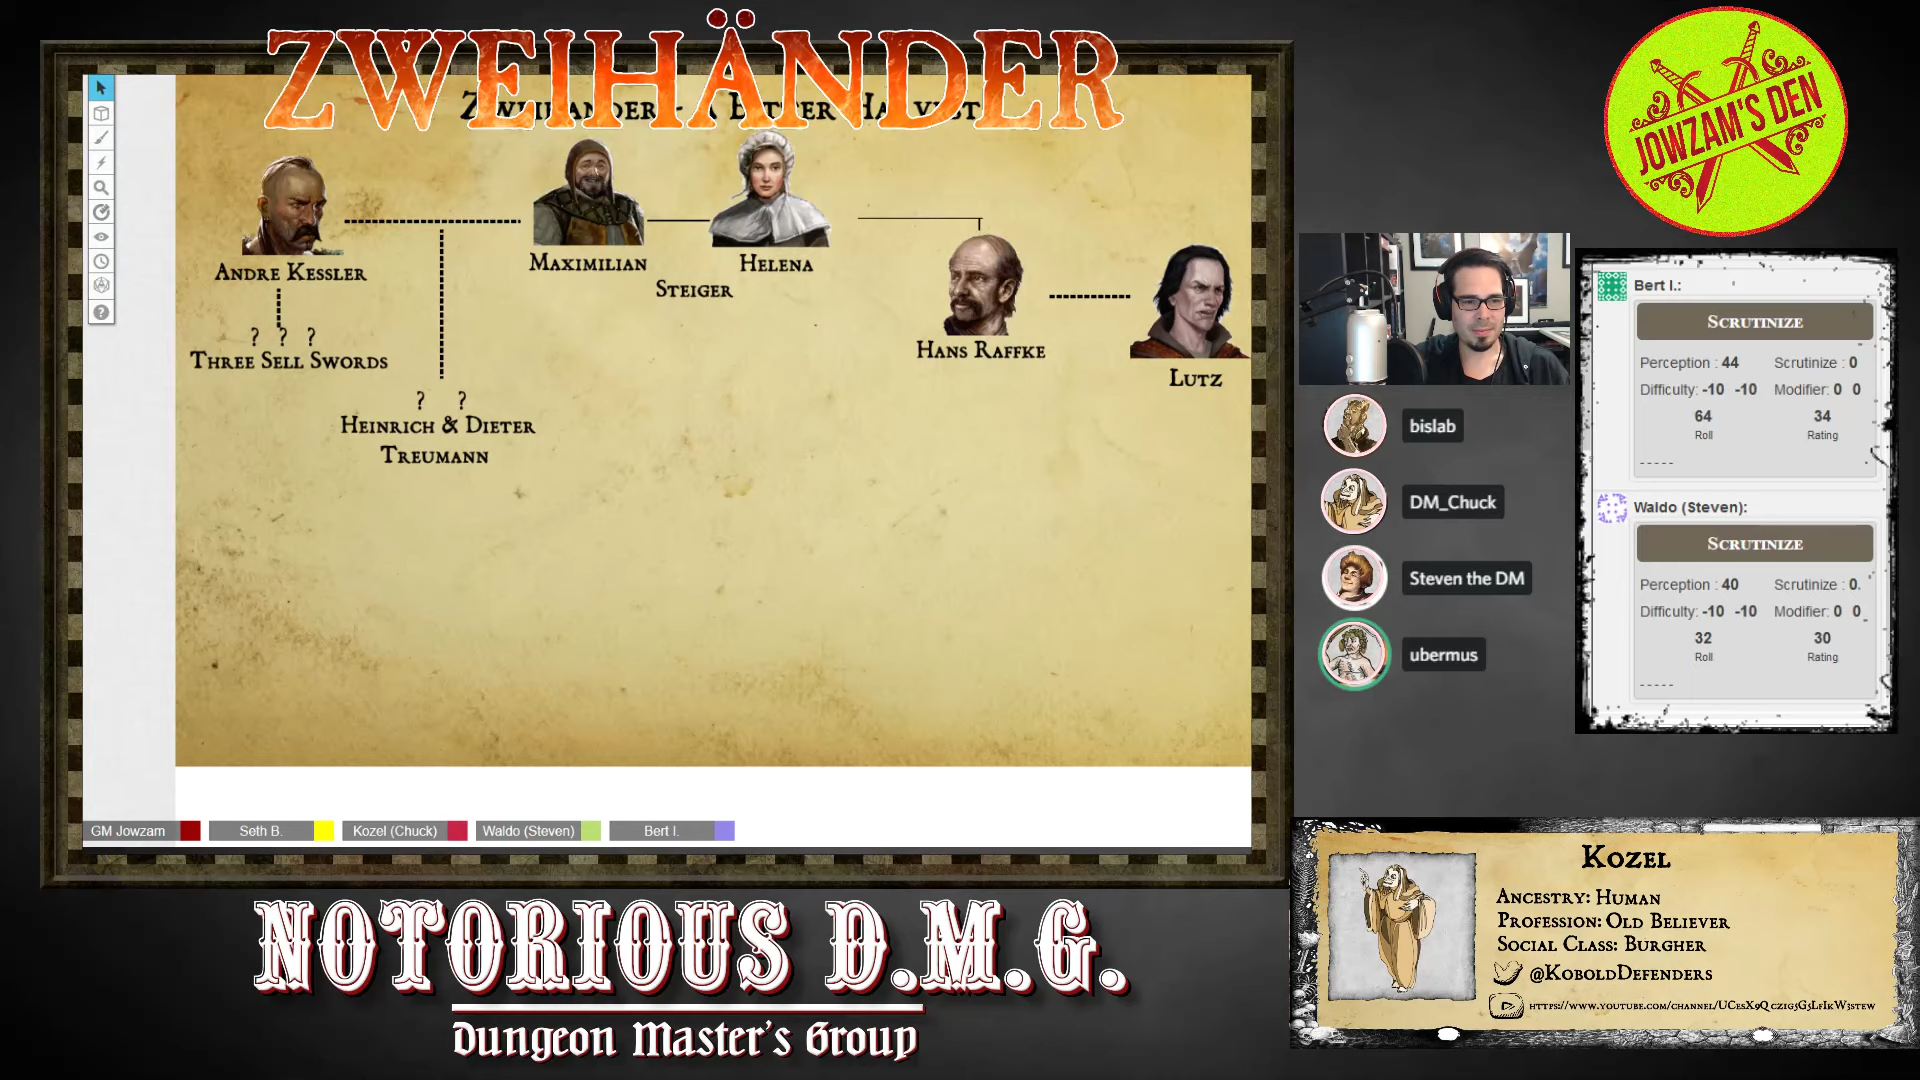 ZWEIHÄNDER
ZWEIHANDER - A BITTER HARVEST
JOWZAM'S DEN
ANDRE KESSLER
MAXIMILIAN
HELENA
STEIGER
HANS RAFFKE
LUTZ
? ? ?
THREE SELL SWORDS
? ?
HEINRICH & DIETER
TREUMANN
GM Jowzam
Seth B.
Kozel (Chuck)
Waldo (Steven)
Bert I.
bislab
DM_Chuck
Steven the DM
ubermus
Bert I.:
SCRUTINIZE
Perception : 44 Scrutinize : 0
Difficulty: -10 -10 Modifier: 0 0
64 34
Roll Rating
-----
Waldo (Steven):
SCRUTINIZE
Perception : 40 Scrutinize : 0
Difficulty: -10 -10 Modifier: 0 0
32 30
Roll Rating
-----
KOZEL
ANCESTRY: HUMAN
PROFESSION: OLD BELIEVER
SOCIAL CLASS: BURGHER
@KOBOLDDEFENDERS
NOTORIOUS D.M.G.
Dungeon Master's Group